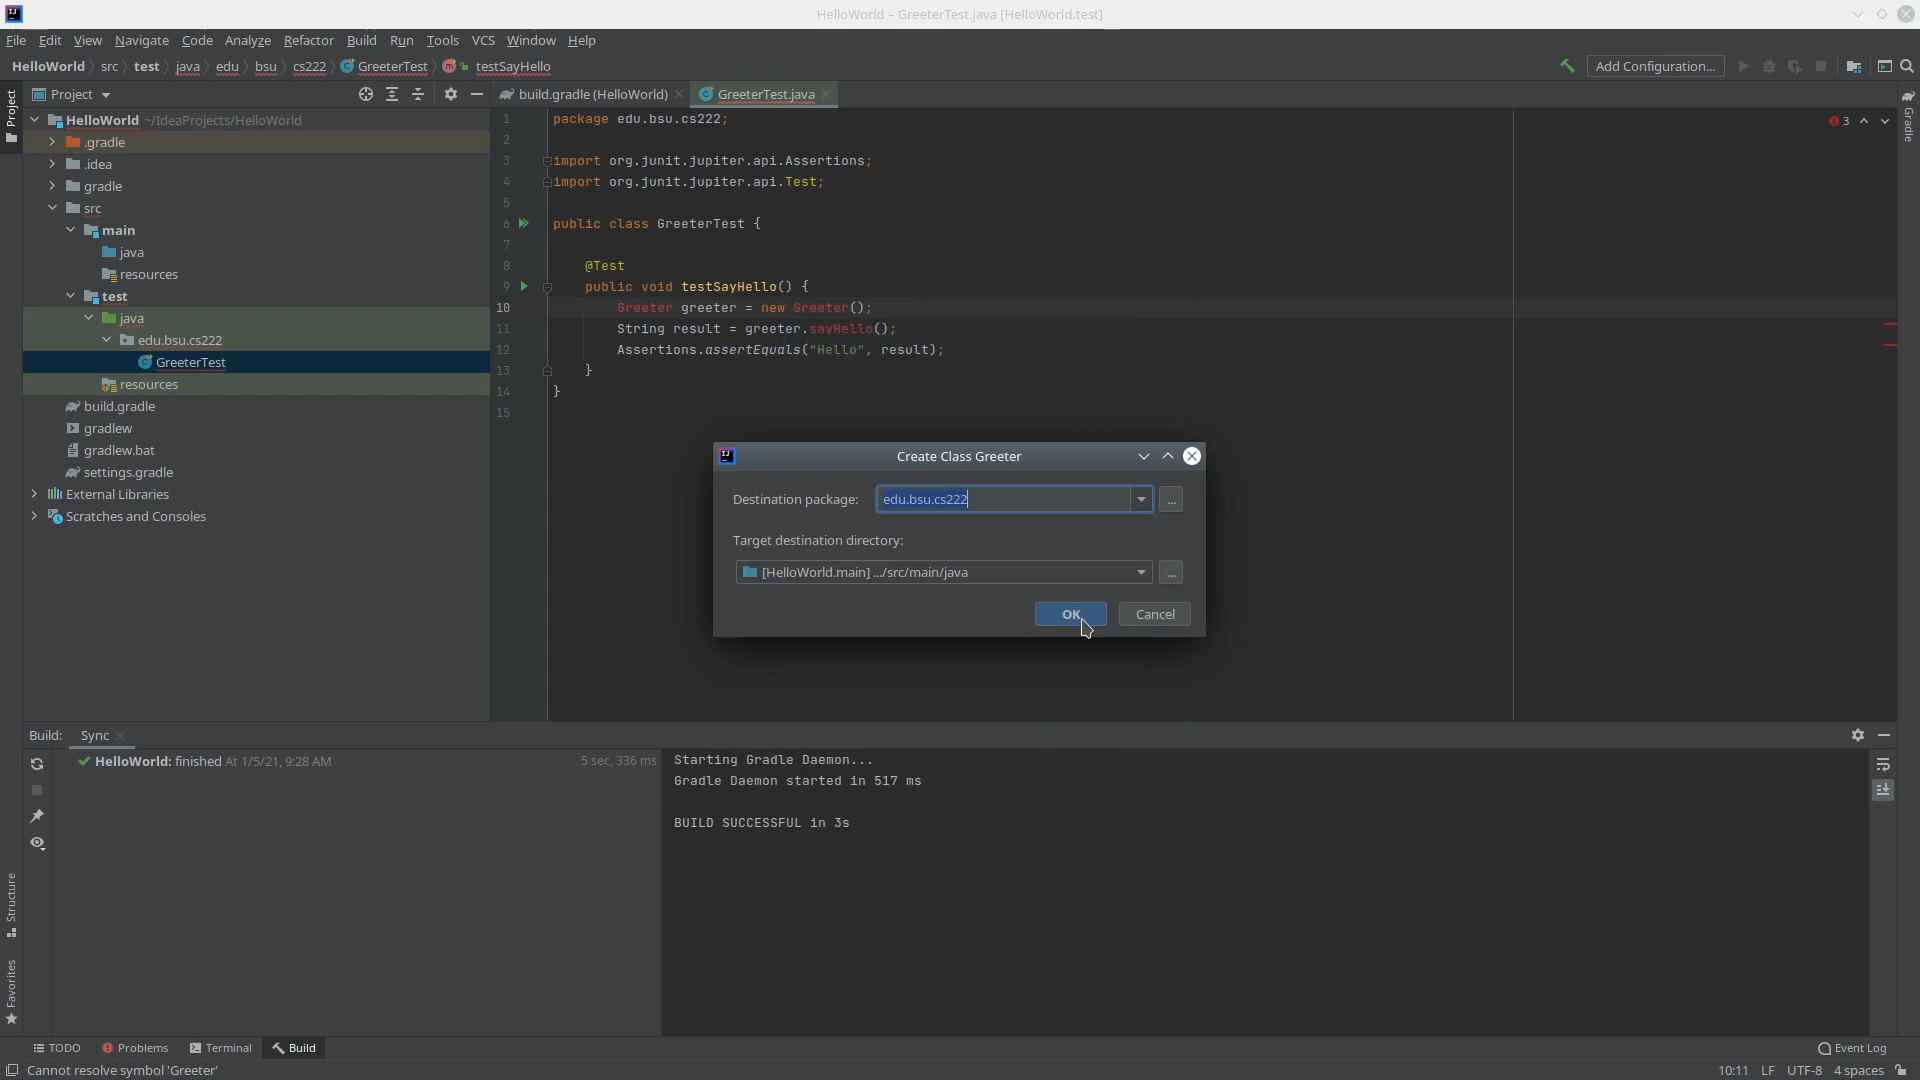 HelloWorld – GreeterTest.java [HelloWorld.test]
File Edit View Navigate Code Analyze Refactor Build Run Tools VCS Window Help
HelloWorld src test java edu bsu cs222 GreeterTest testSayHello
Add Configuration...
Project
build.gradle (HelloWorld)
GreeterTest.java
Project
Gradle
HelloWorld ~/IdeaProjects/HelloWorld
.gradle
.idea
gradle
src
main
java
resources
test
java
edu.bsu.cs222
GreeterTest
resources
build.gradle
gradlew
gradlew.bat
settings.gradle
External Libraries
Scratches and Consoles
3
1 package edu.bsu.cs222;
2
3 import org.junit.jupiter.api.Assertions;
4 import org.junit.jupiter.api.Test;
5
6 public class GreeterTest {
7
8 @Test
9 public void testSayHello() {
10 Greeter greeter = new Greeter();
11 String result = greeter.sayHello();
12 Assertions.assertEquals("Hello", result);
13 }
14 }
15
Create Class Greeter
Destination package: edu.bsu.cs222 ...
Target destination directory:
[HelloWorld.main] .../src/main/java ...
OK Cancel
Build: Sync
HelloWorld: finished At 1/5/21, 9:28 AM 5 sec, 336 ms
Starting Gradle Daemon...
Gradle Daemon started in 517 ms
BUILD SUCCESSFUL in 3s
Structure
Favorites
TODO Problems Terminal Build Event Log
Cannot resolve symbol 'Greeter' 10:11 LF UTF-8 4 spaces